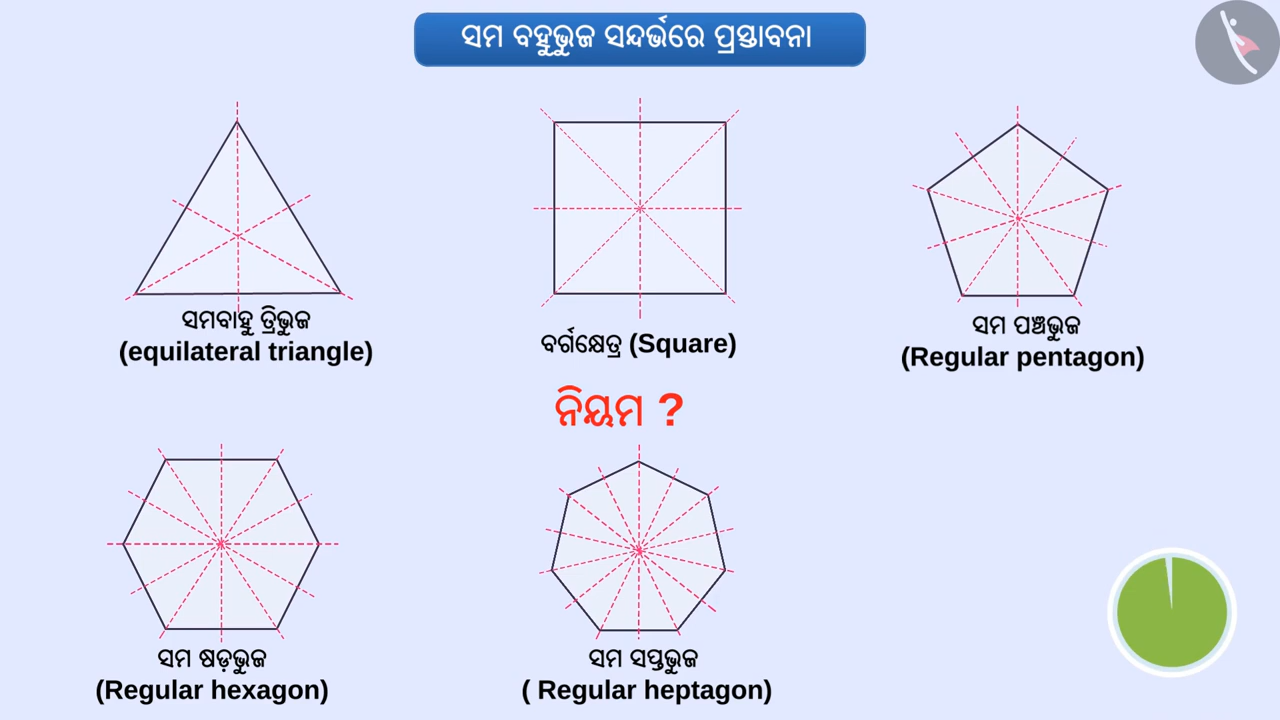 ସମ ବହୁଭୁଜ ସନ୍ଦର୍ଭରେ ପ୍ରସ୍ତାବନା
ସମବାହୁ ତ୍ରିଭୁଜ
(equilateral triangle)
ବର୍ଗକ୍ଷେତ୍ର (Square)
ସମ ପଞ୍ଚଭୁଜ
(Regular pentagon)
ନିୟମ ?
ସମ ଷଡ଼ଭୁଜ
(Regular hexagon)
ସମ ସପ୍ତଭୁଜ
( Regular heptagon)